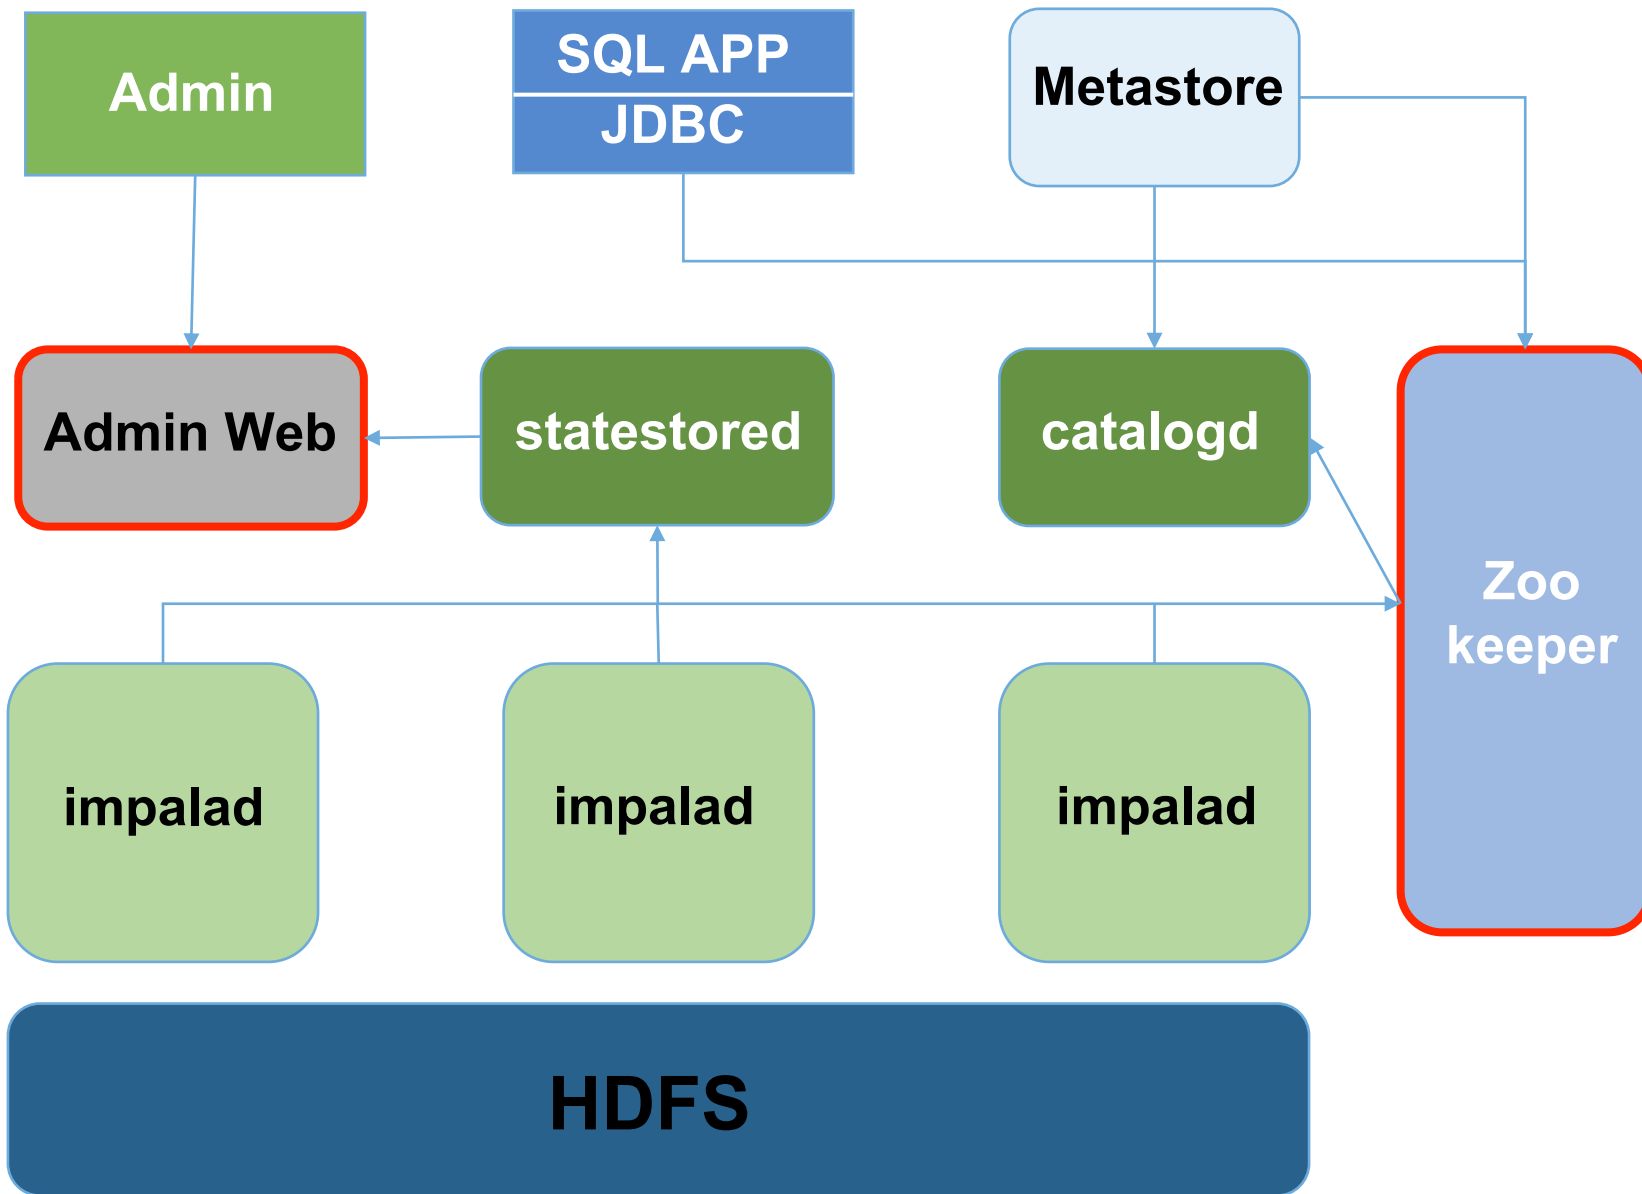 Admin
SQL APP
JDBC
Metastore
Admin Web
statestored
catalogd
Zoo
keeper
impalad
impalad
impalad
HDFS